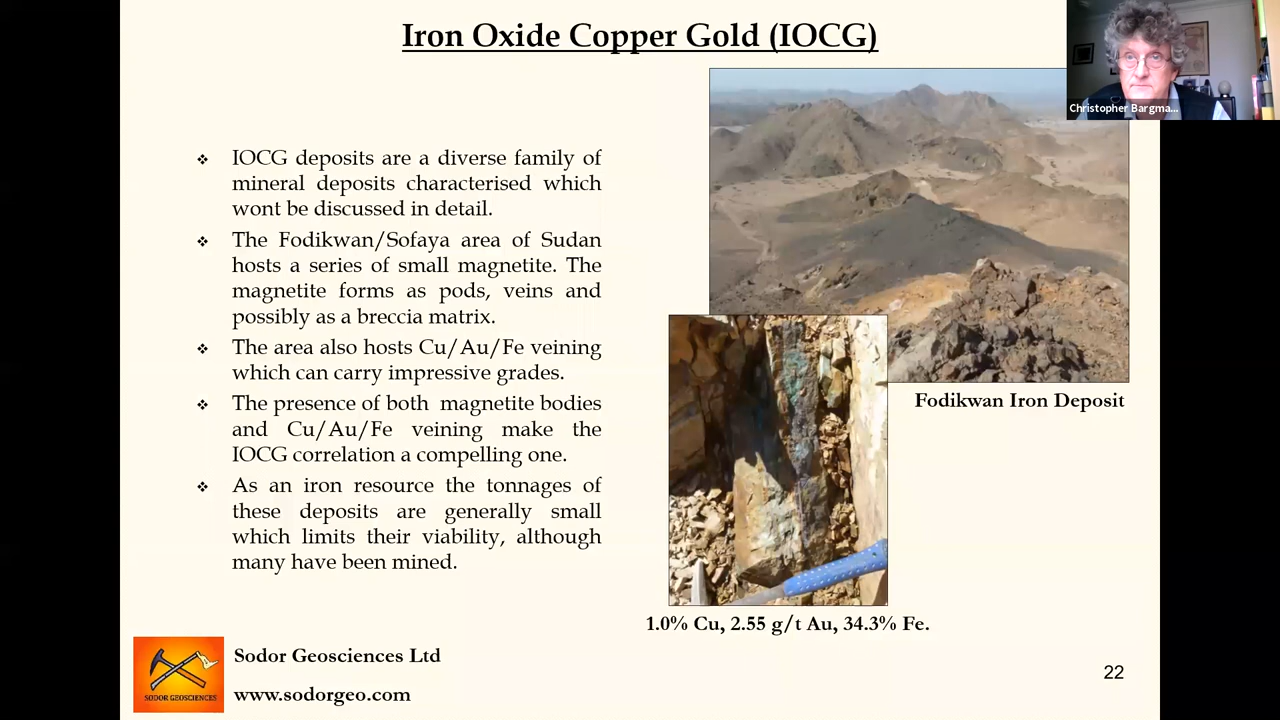 Iron Oxide Copper Gold (IOCG)
Christopher Bargma...
❖ IOCG deposits are a diverse family of
mineral deposits characterised which
wont be discussed in detail.
❖ The Fodikwan/Sofaya area of Sudan
hosts a series of small magnetite. The
magnetite forms as pods, veins and
possibly as a breccia matrix.
❖ The area also hosts Cu/Au/Fe veining
which can carry impressive grades.
❖ The presence of both magnetite bodies
and Cu/Au/Fe veining make the
IOCG correlation a compelling one.
❖ As an iron resource the tonnages of
these deposits are generally small
which limits their viability, although
many have been mined.
Fodikwan Iron Deposit
1.0% Cu, 2.55 g/t Au, 34.3% Fe.
SODOR GEOSCIENCES
Sodor Geosciences Ltd
www.sodorgeo.com
22